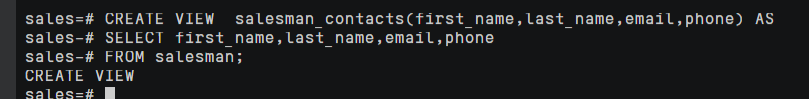 sales=# CREATE VIEW  salesman_contacts(first_name,last_name,email,phone) AS
sales-# SELECT first_name,last_name,email,phone
sales-# FROM salesman;
CREATE VIEW
sales=#